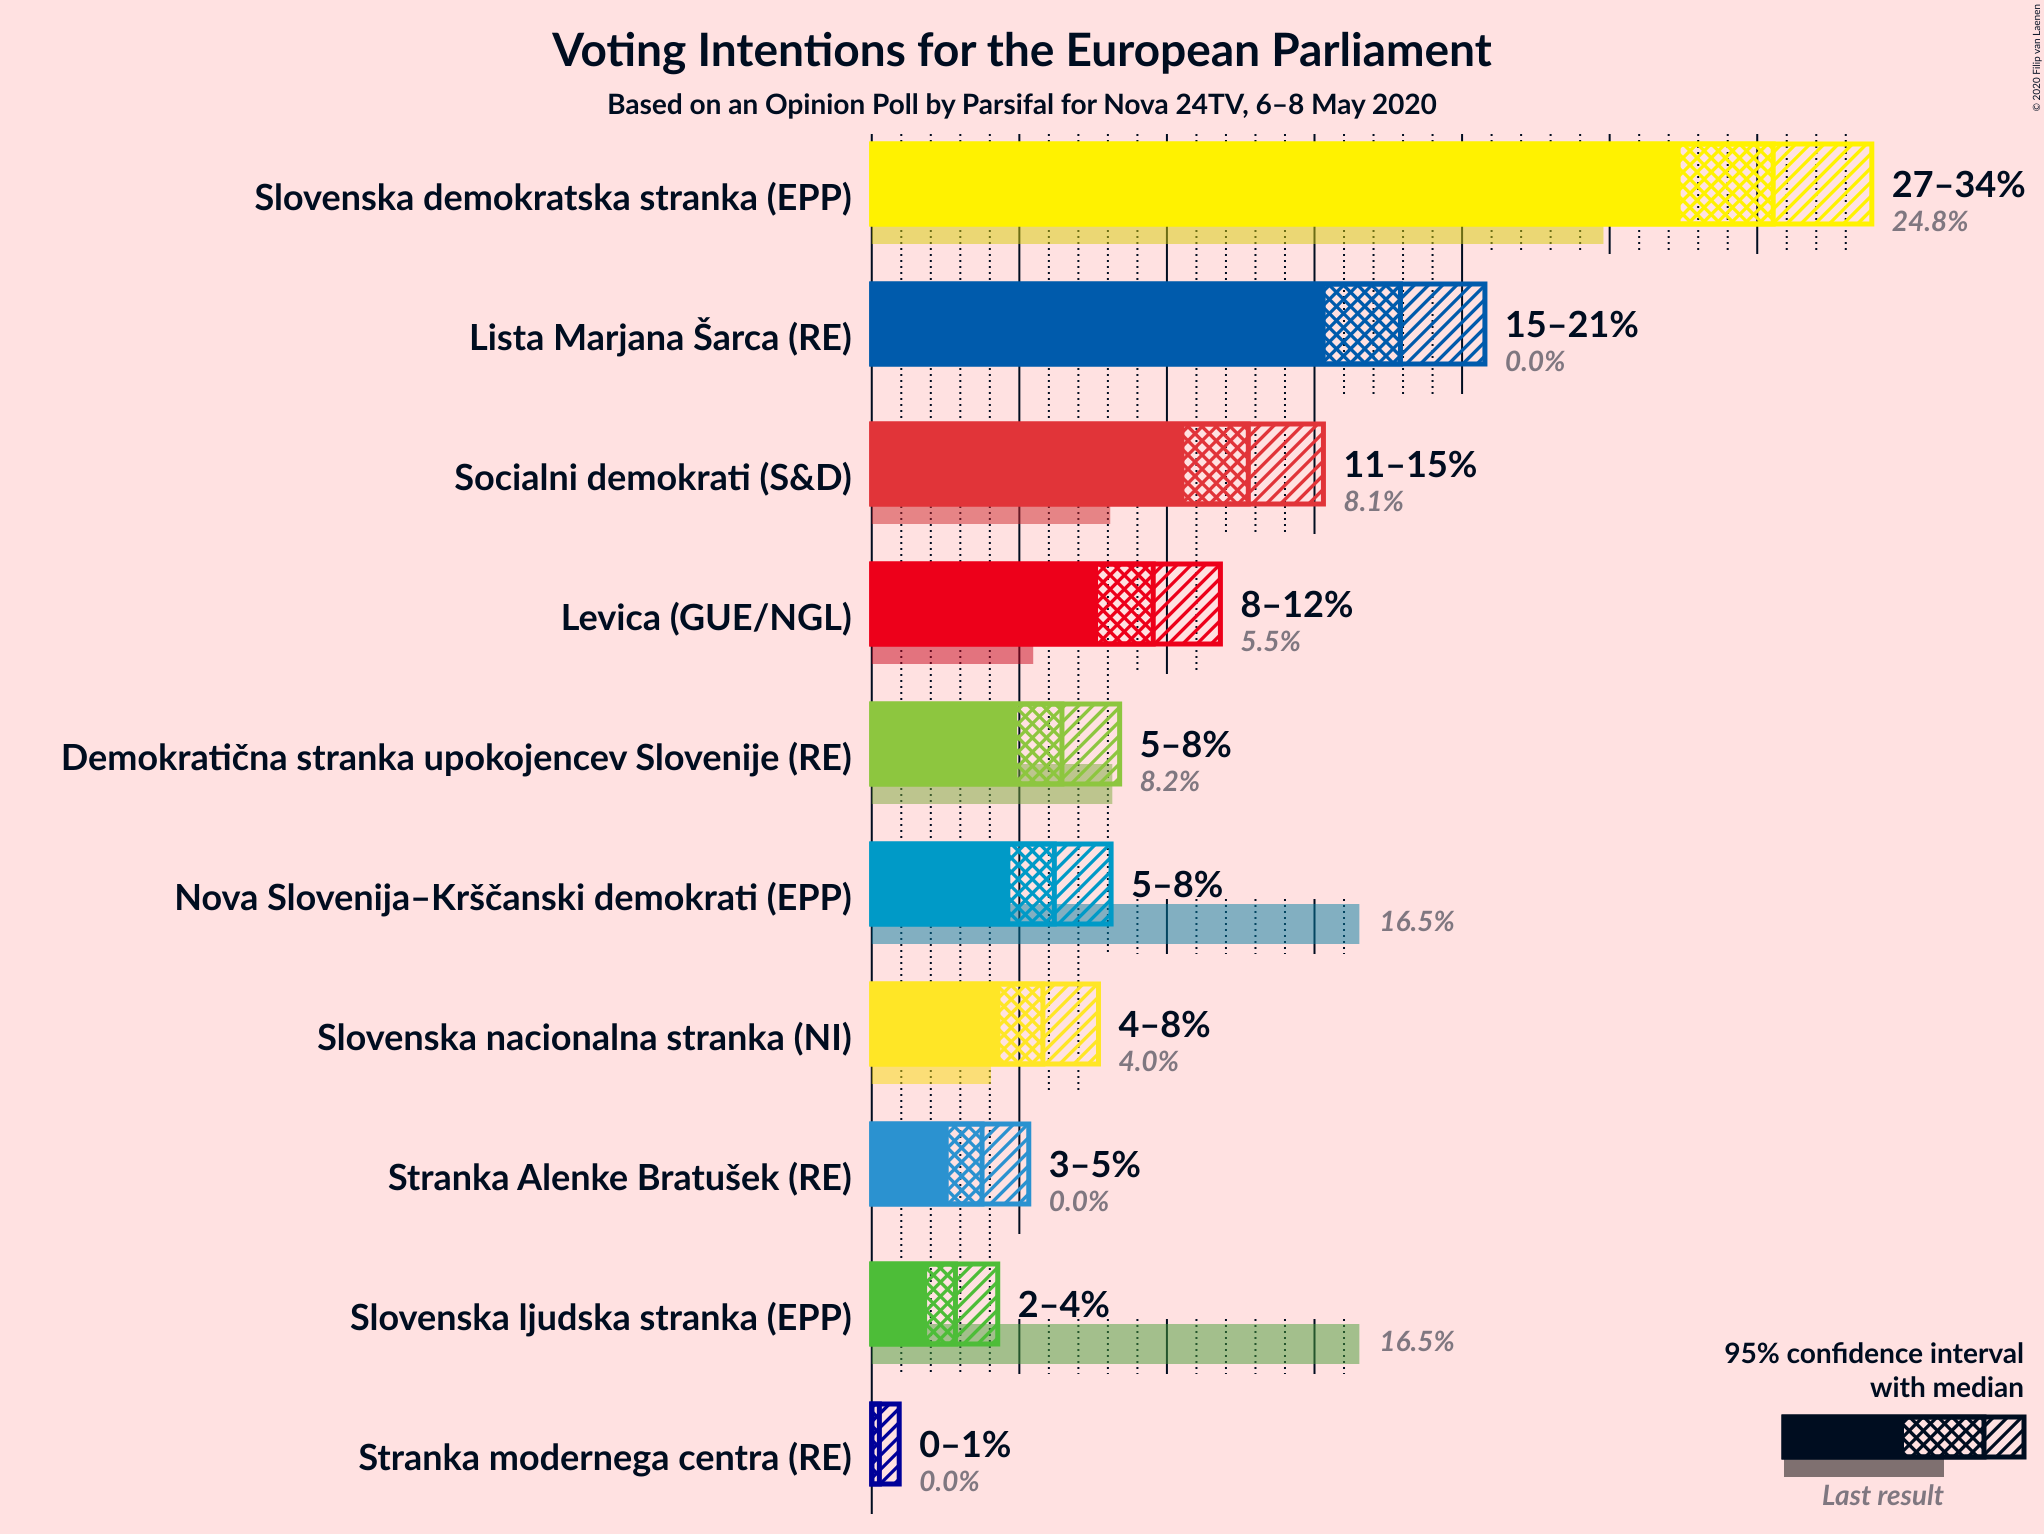 Voting Intentions for the European Parliament
Based on an Opinion Poll by Parsifal for Nova 24TV, 6–8 May 2020
© 2020 Filip van Laenen
Slovenska demokratska stranka (EPP)
27–34%
24.8%
Lista Marjana Šarca (RE)
15–21%
0.0%
Socialni demokrati (S&D)
11–15%
8.1%
Levica (GUE/NGL)
8–12%
5.5%
Demokratična stranka upokojencev Slovenije (RE)
5–8%
8.2%
Nova Slovenija–Krščanski demokrati (EPP)
5–8%
16.5%
Slovenska nacionalna stranka (NI)
4–8%
4.0%
Stranka Alenke Bratušek (RE)
3–5%
0.0%
Slovenska ljudska stranka (EPP)
2–4%
16.5%
Stranka modernega centra (RE)
0–1%
0.0%
95% confidence interval
with median
Last result